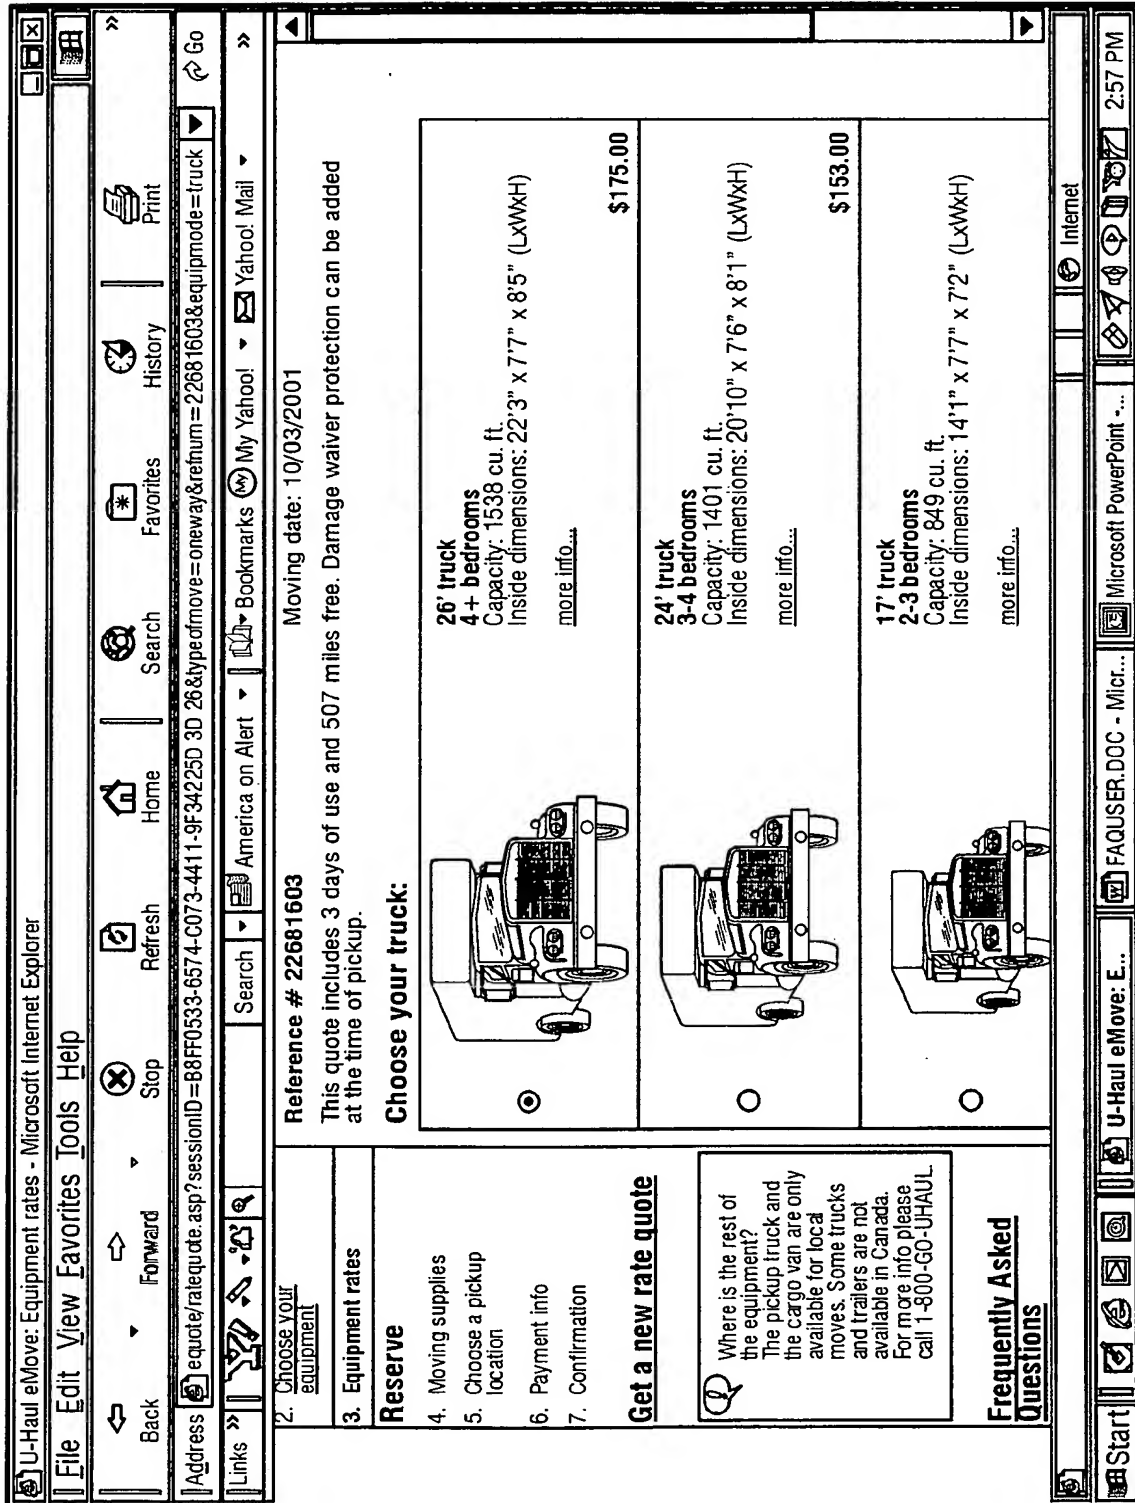 U-Haul eMove: Equipment rates - Microsoft Internet Explorer
File Edit View Favorites Tools Help
Back Forward Stop Refresh Home Search Favorites History Print »
Address equote/ratequote.asp?sessionID=B8FF0533-6574-C073-4411-9F34225D 3D 26&typeofmove=oneway&refnum=22681603&equipmode=truck Go
Links » Search America on Alert Bookmarks My My Yahoo! Yahoo! Mail »
2. Choose your
equipment
3. Equipment rates
Reserve
4. Moving supplies
5. Choose a pickup
location
6. Payment info
7. Confirmation
Get a new rate quote
Where is the rest of
the equipment?
The pickup truck and
the cargo van are only
available for local
moves. Some trucks
and trailers are not
available in Canada.
For more info please
call 1-800-GO-UHAUL.
Frequently Asked
Questions
Reference # 22681603 Moving date: 10/03/2001
This quote includes 3 days of use and 507 miles free. Damage waiver protection can be added
at the time of pickup.
Choose your truck:
26' truck
4+ bedrooms
Capacity: 1538 cu. ft.
Inside dimensions: 22'3" x 7'7" x 8'5" (LxWxH)
more info...
$175.00
24' truck
3-4 bedrooms
Capacity: 1401 cu. ft.
Inside dimensions: 20'10" x 7'6" x 8'1" (LxWxH)
more info...
$153.00
17' truck
2-3 bedrooms
Capacity: 849 cu. ft.
Inside dimensions: 14'1" x 7'7" x 7'2" (LxWxH)
more info...
Internet
Start U-Haul eMove: E... FAQUSER.DOC - Micr... Microsoft PowerPoint -... 2:57 PM